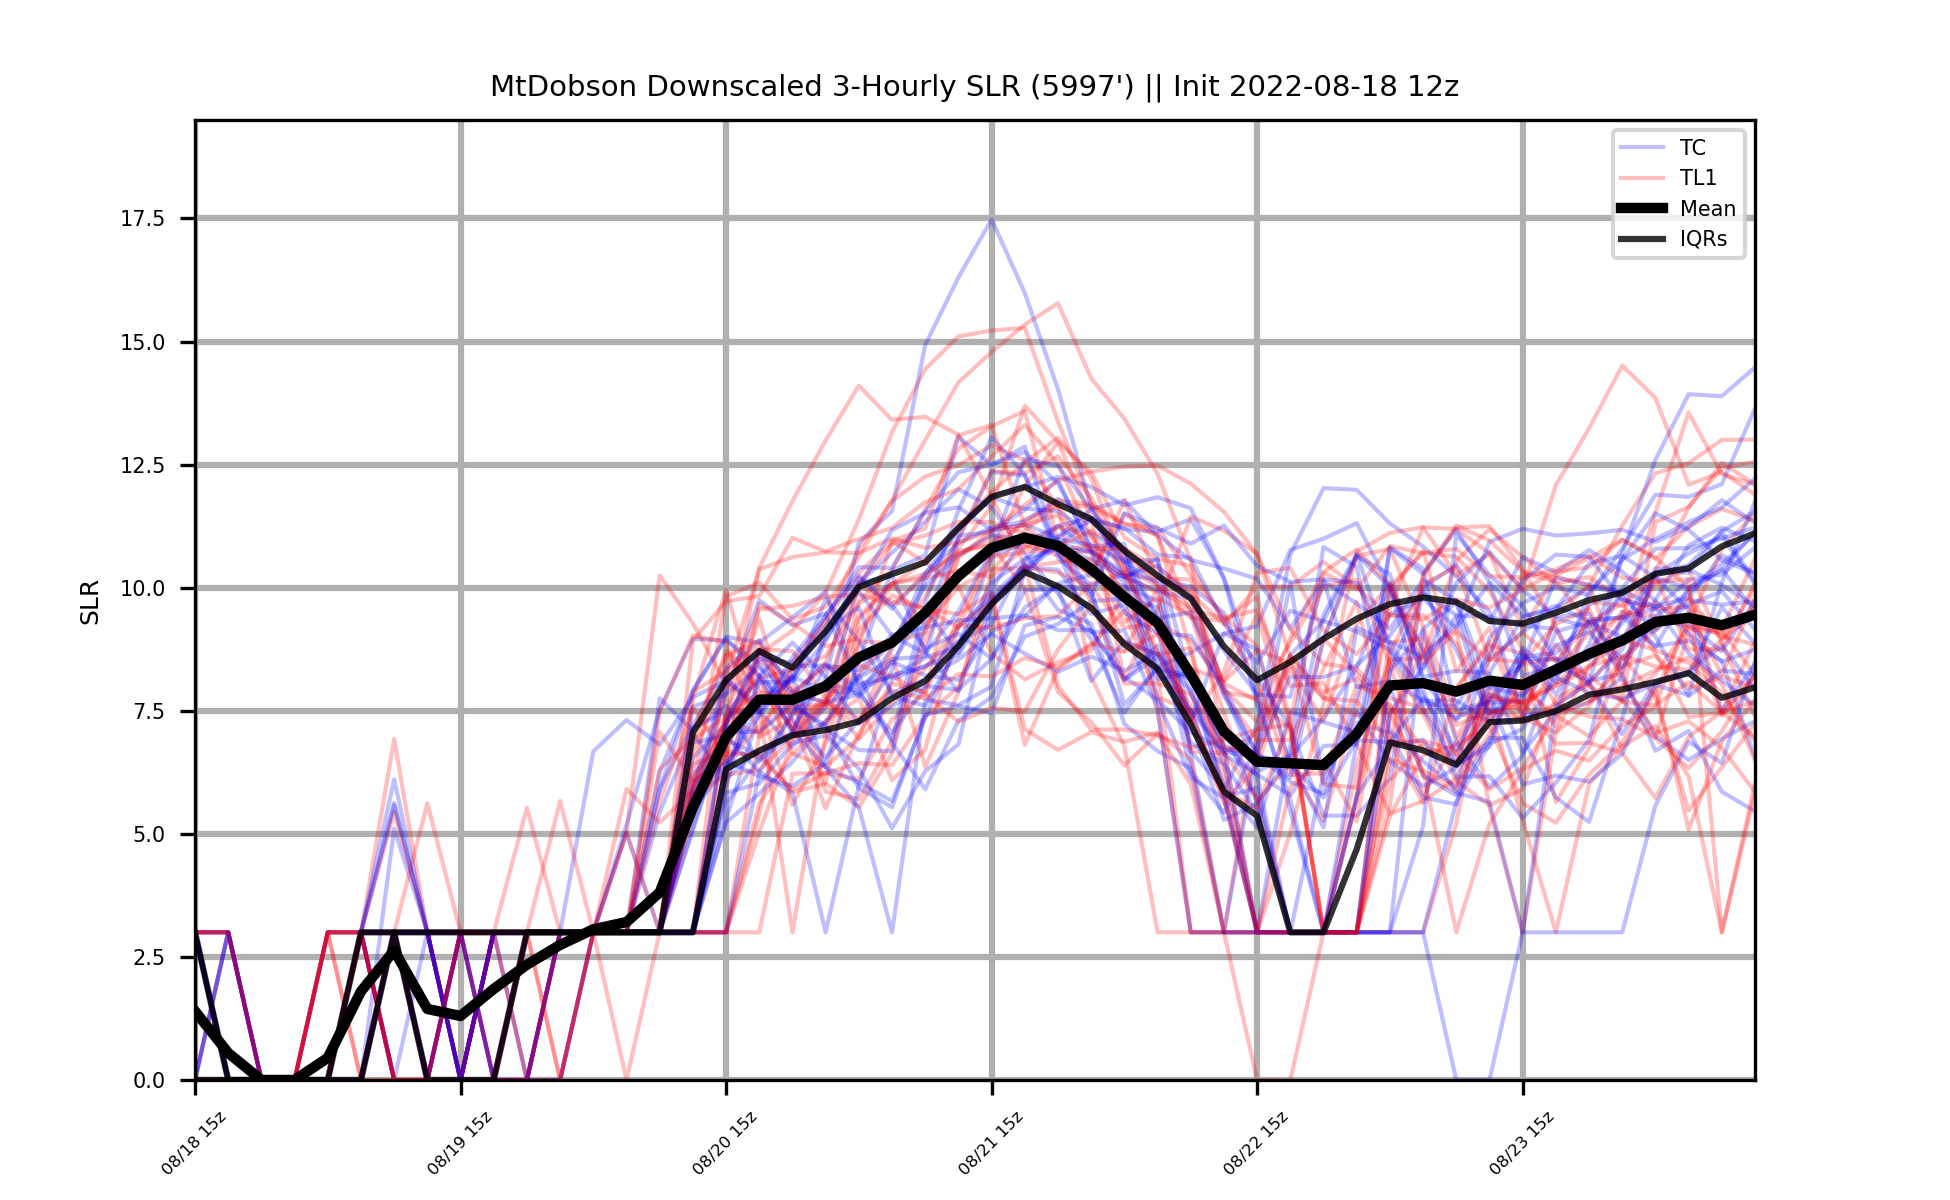 MtDobson Downscaled 3-Hourly SLR (5997') || Init 2022-08-18 12z
TC
TL1
Mean
IQRs
SLR
17.5
15.0
12.5
10.0
7.5
5.0
2.5
0.0
08/18 15z
08/19 15z
08/20 15z
08/21 15z
08/22 15z
08/23 15z